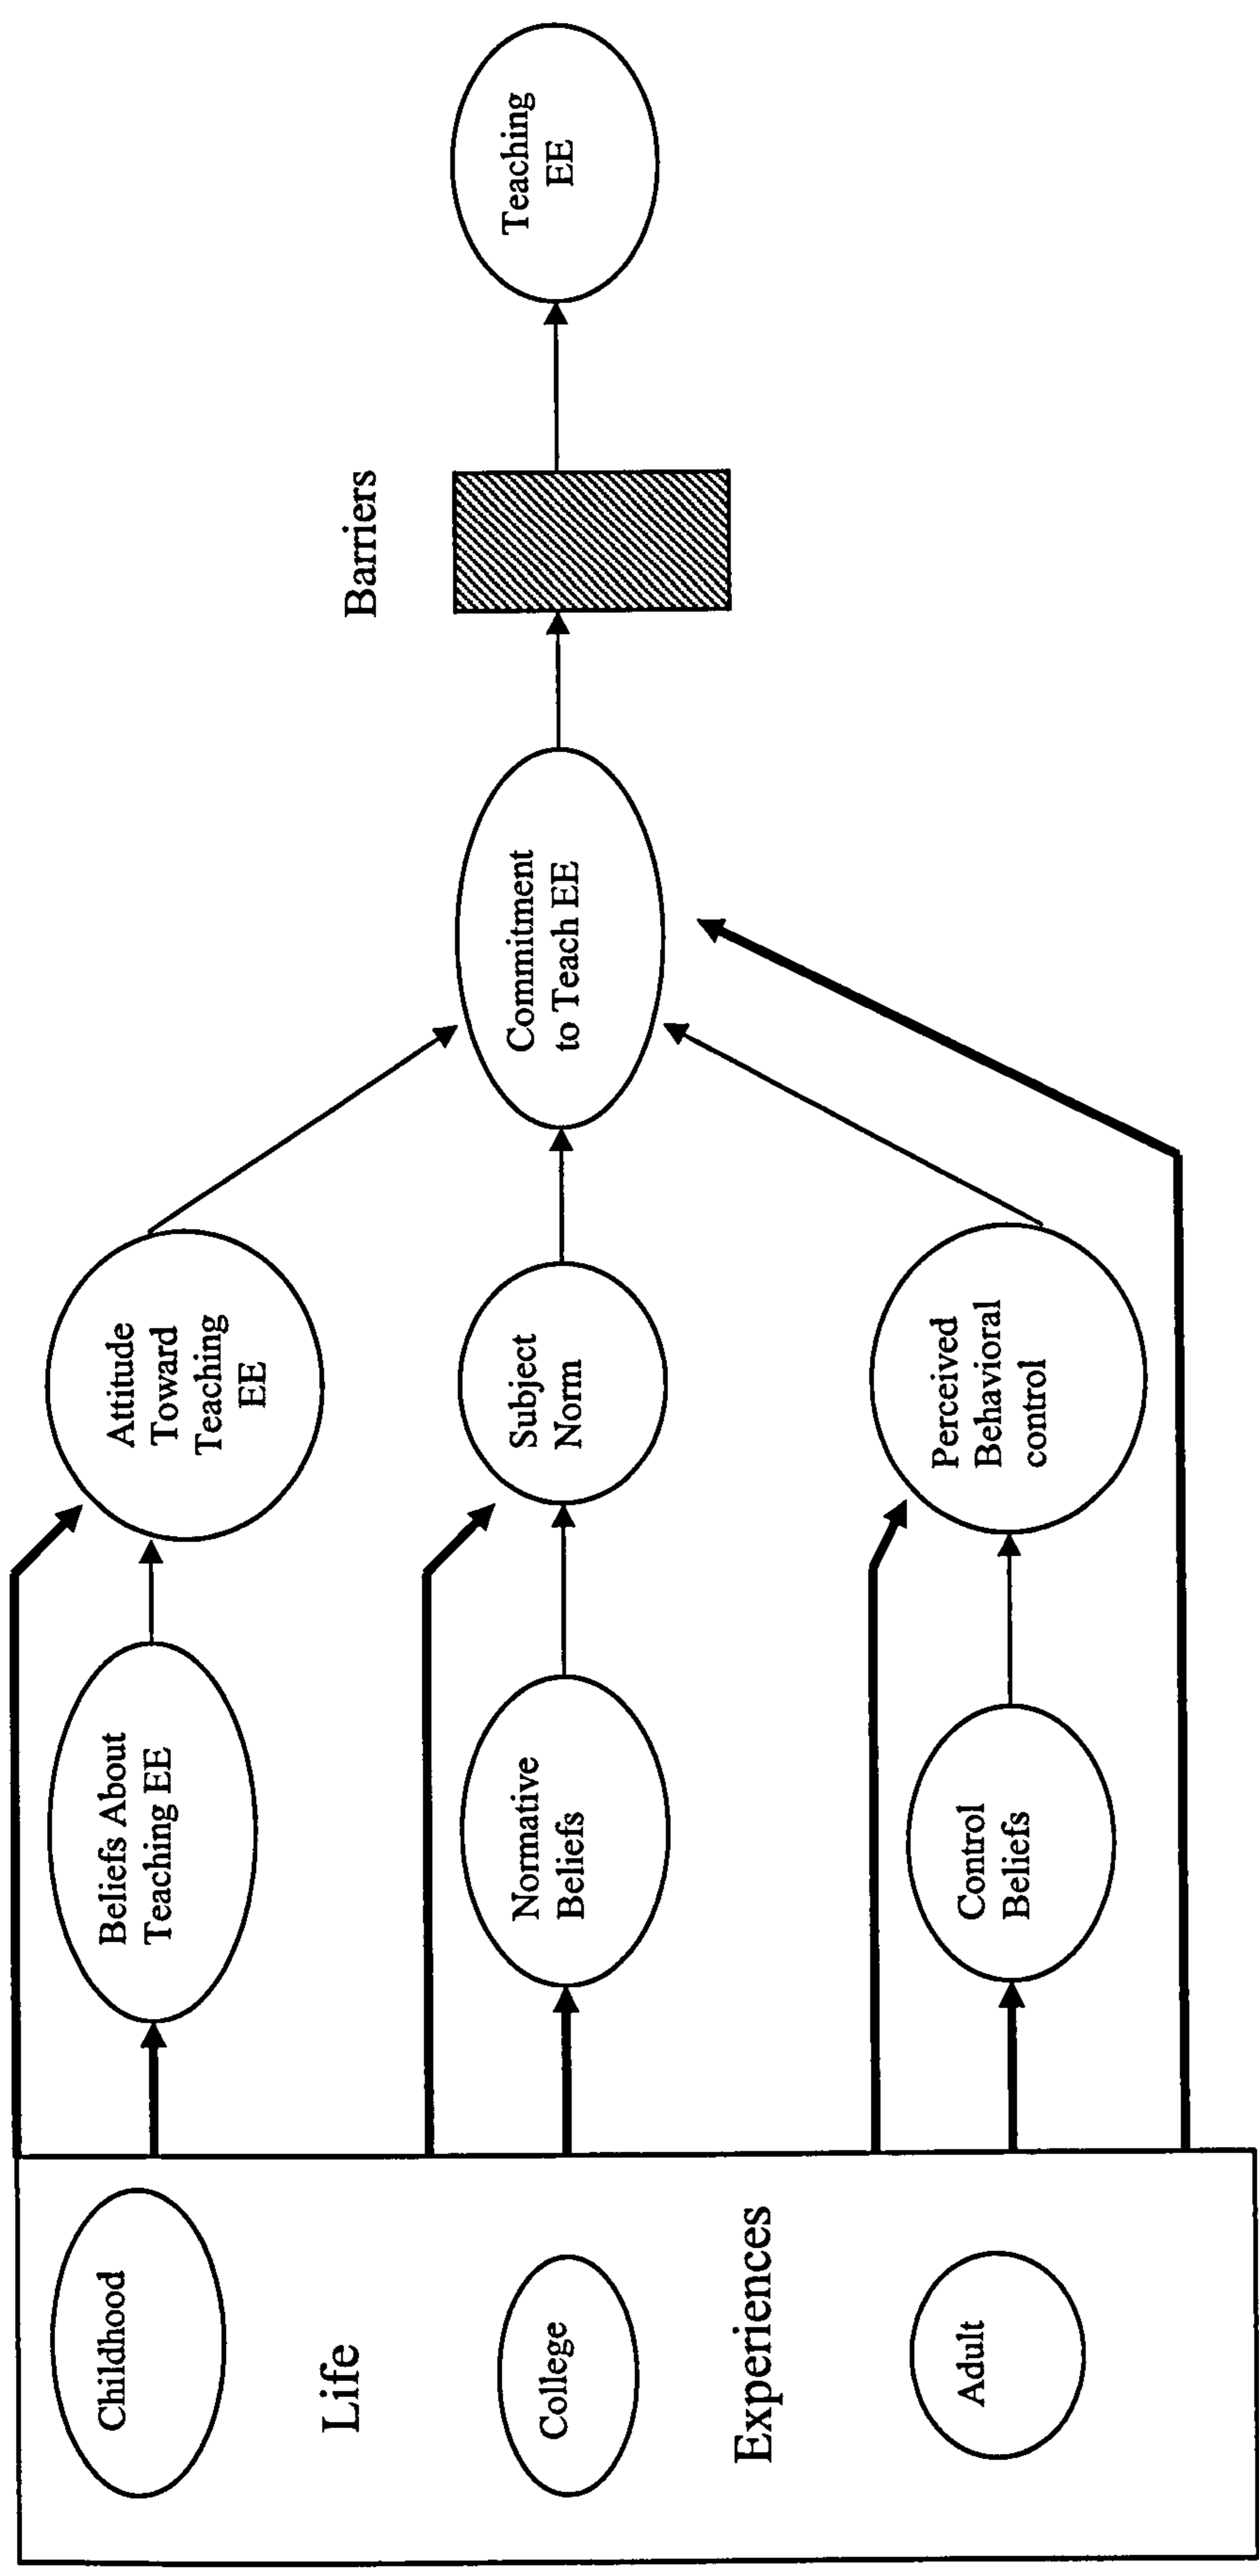 Childhood
Life
College
Experiences
Adult
Beliefs About
Teaching EE
Normative
Beliefs
Control
Beliefs
Attitude
Toward
Teaching
EE
Subject
Norm
Perceived
Behavioral
control
Commitment
to Teach EE
Barriers
Teaching
EE